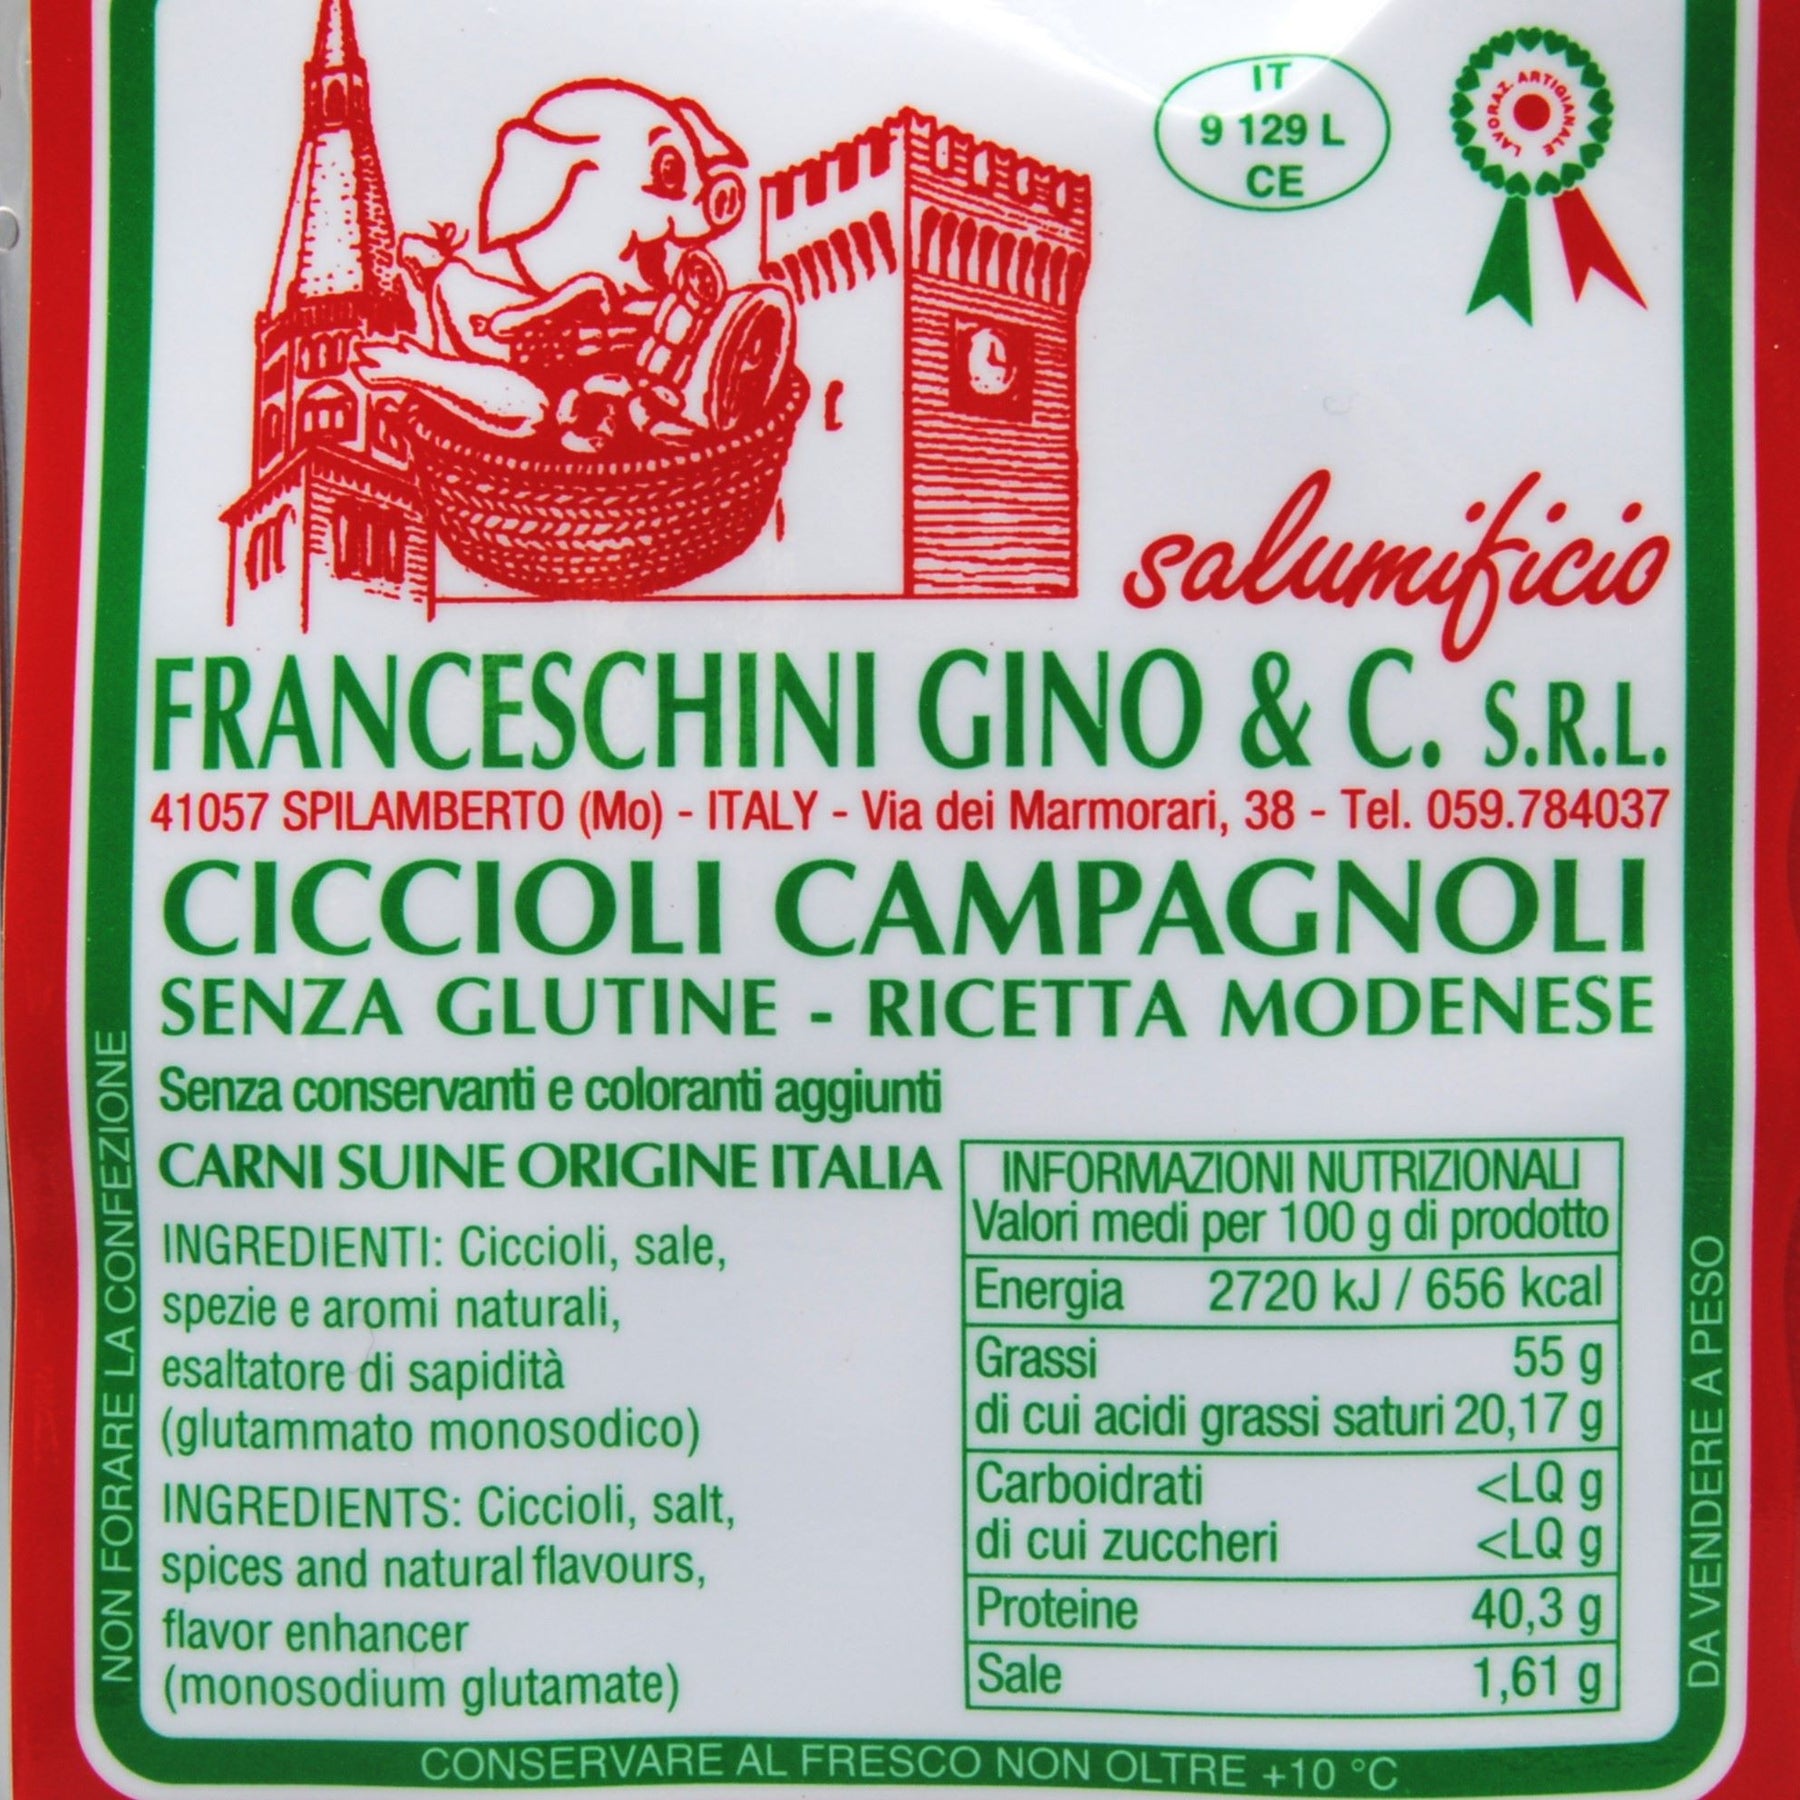 IT
9 129 L
CE
LAVORAZ. ARTIGIANALE
salumificio
FRANCESCHINI GINO & C. S.R.L.
41057 SPILAMBERTO (Mo) - ITALY - Via dei Marmorari, 38 - Tel. 059.784037
CICCIOLI CAMPAGNOLI
SENZA GLUTINE - RICETTA MODENESE
Senza conservanti e coloranti aggiunti
CARNI SUINE ORIGINE ITALIA
INGREDIENTI: Ciccioli, sale,
spezie e aromi naturali,
esaltatore di sapidità
(glutammato monosodico)
INGREDIENTS: Ciccioli, salt,
spices and natural flavours,
flavor enhancer
(monosodium glutamate)
INFORMAZIONI NUTRIZIONALI
Valori medi per 100 g di prodotto
Energia 2720 kJ / 656 kcal
Grassi 55 g
di cui acidi grassi saturi 20,17 g
Carboidrati <LQ g
di cui zuccheri <LQ g
Proteine 40,3 g
Sale 1,61 g
NON FORARE LA CONFEZIONE
DA VENDERE A PESO
CONSERVARE AL FRESCO NON OLTRE +10 °C